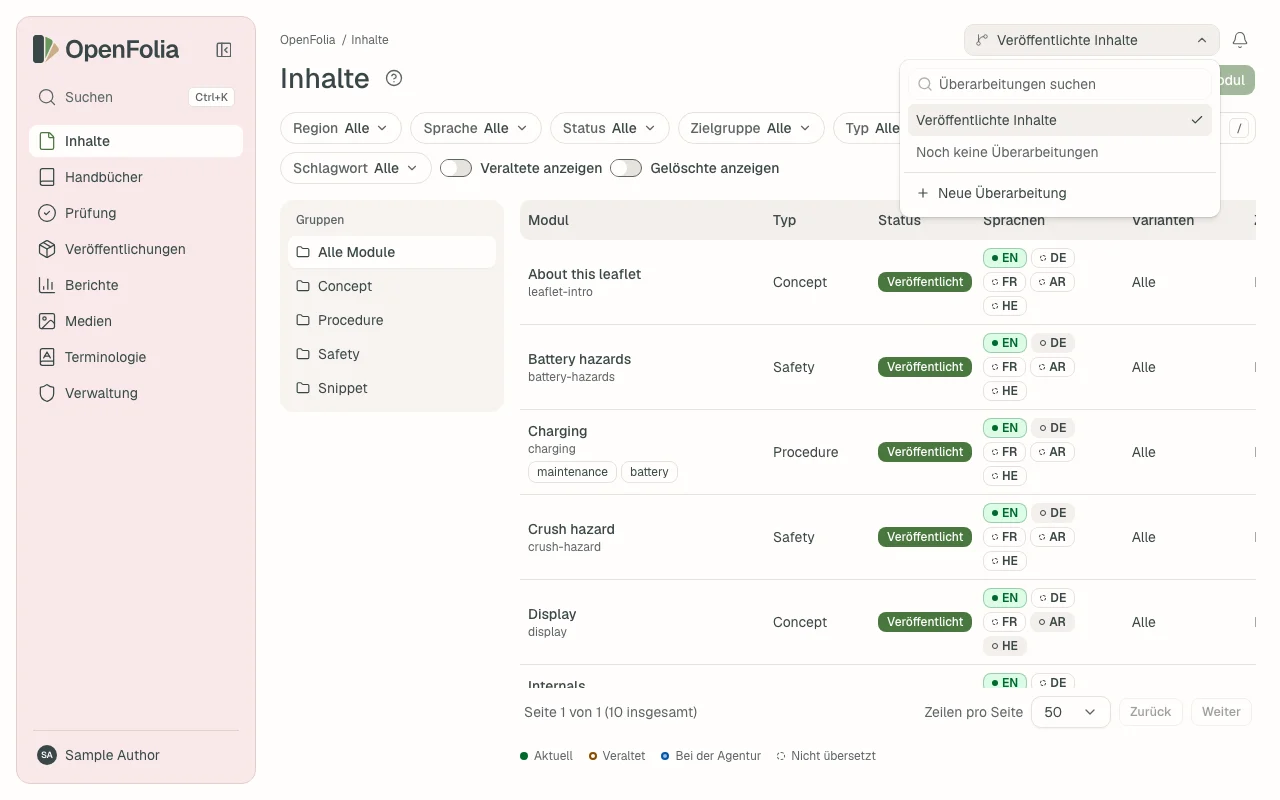 OpenFolia
Suchen
Ctrl+K
Inhalte
Handbücher
Prüfung
Veröffentlichungen
Berichte
Medien
Terminologie
Verwaltung
SA
Sample Author
OpenFolia / Inhalte
Veröffentlichte Inhalte
Inhalte
Überarbeitungen suchen
Veröffentlichte Inhalte
Noch keine Überarbeitungen
Neue Überarbeitung
Region Alle
Sprache Alle
Status Alle
Zielgruppe Alle
Typ Alle
/
Schlagwort Alle
Veraltete anzeigen
Gelöschte anzeigen
Gruppen
Alle Module
Concept
Procedure
Safety
Snippet
Modul Typ Status Sprachen Varianten
About this leaflet
leaflet-intro
Concept
Veröffentlicht
EN DE
FR AR
HE
Alle
Battery hazards
battery-hazards
Safety
Veröffentlicht
EN DE
FR AR
HE
Alle
Charging
charging
maintenance battery
Procedure
Veröffentlicht
EN DE
FR AR
HE
Alle
Crush hazard
crush-hazard
Safety
Veröffentlicht
EN DE
FR AR
HE
Alle
Display
display
Concept
Veröffentlicht
EN DE
FR AR
HE
Alle
Internals
EN DE
Seite 1 von 1 (10 insgesamt)
Zeilen pro Seite 50 Zurück Weiter
Aktuell Veraltet Bei der Agentur Nicht übersetzt